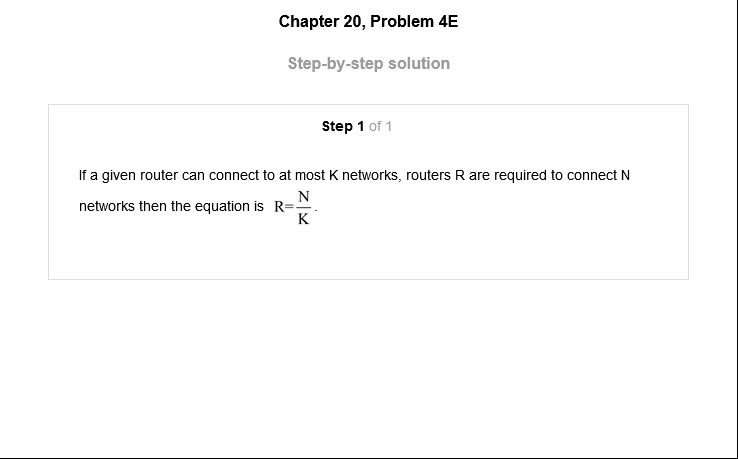 Chapter 20, Problem 4E
Step-by-step solution
Step 1 of 1
If a given router can connect to at most K networks, routers R are required to connect N
networks then the equation is R=N/K.